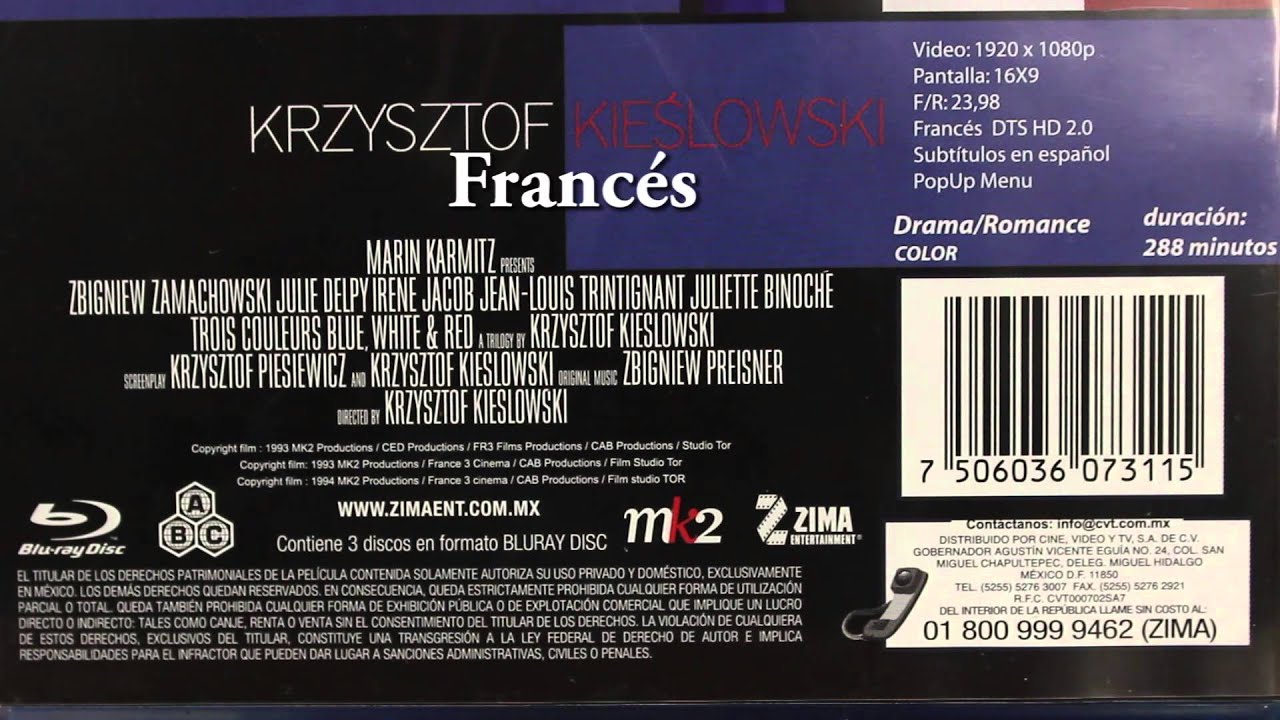 Video: 1920 x 1080p
Pantalla: 16X9
F/R: 23,98
Francés DTS HD 2.0
Subtítulos en español
PopUp Menu
Drama/Romance
COLOR
duración:
288 minutos
KRZYSZTOF KIEŚLOWSKI
Francés
MARIN KARMITZ PRESENTS
ZBIGNIEW ZAMACHOWSKI JULIE DELPY IRENE JACOB JEAN-LOUIS TRINTIGNANT JULIETTE BINOCHÉ
TROIS COULEURS BLUE, WHITE & RED A TRILOGY BY KRZYSZTOF KIESLOWSKI
SCREENPLAY KRZYSZTOF PIESIEWICZ AND KRZYSZTOF KIESLOWSKI ORIGINAL MUSIC ZBIGNIEW PREISNER
DIRECTED BY KRZYSZTOF KIESLOWSKI
Copyright film : 1993 MK2 Productions / CED Productions / FR3 Films Productions / CAB Productions / Studio Tor
Copyright film: 1993 MK2 Productions / France 3 Cinema / CAB Productions / Film Studio Tor
Copyright film : 1994 MK2 Productions / France 3 cinema / CAB Productions / Film studio TOR
7 506036 073115
Blu-ray Disc
A B C
WWW.ZIMAENT.COM.MX
Contiene 3 discos en formato BLURAY DISC
mk2
ZIMA
ENTERTAINMENT®
EL TITULAR DE LOS DERECHOS PATRIMONIALES DE LA PELÍCULA CONTENIDA SOLAMENTE AUTORIZA SU USO PRIVADO Y DOMÉSTICO, EXCLUSIVAMENTE
EN MÉXICO. LOS DEMÁS DERECHOS QUEDAN RESERVADOS. EN CONSECUENCIA, QUEDA ESTRICTAMENTE PROHIBIDA CUALQUIER FORMA DE UTILIZACIÓN
PARCIAL O TOTAL. QUEDA TAMBIÉN PROHIBIDA CUALQUIER FORMA DE EXHIBICIÓN PÚBLICA O DE EXPLOTACIÓN COMERCIAL QUE IMPLIQUE UN LUCRO
DIRECTO O INDIRECTO: TALES COMO CANJE, RENTA O VENTA SIN EL CONSENTIMIENTO DEL TITULAR DE LOS DERECHOS. LA VIOLACIÓN DE CUALQUIERA
DE ESTOS DERECHOS, EXCLUSIVOS DEL TITULAR, CONSTITUYE UNA TRANSGRESIÓN A LA LEY FEDERAL DE DERECHO DE AUTOR E IMPLICA
RESPONSABILIDADES PARA EL INFRACTOR QUE PUEDEN DAR LUGAR A SANCIONES ADMINISTRATIVAS, CIVILES O PENALES.
Contáctanos: info@cvt.com.mx
DISTRIBUIDO POR CINE, VIDEO Y TV, S.A. DE C.V.
GOBERNADOR AGUSTÍN VICENTE EGUÍA NO. 24, COL. SAN
MIGUEL CHAPULTEPEC, DELEG. MIGUEL HIDALGO
MÉXICO D.F. 11850
TEL. (5255) 5276 3007 FAX. (5255) 5276 2921
R.F.C. CVT000702SA7
DEL INTERIOR DE LA REPÚBLICA LLAME SIN COSTO AL:
01 800 999 9462 (ZIMA)